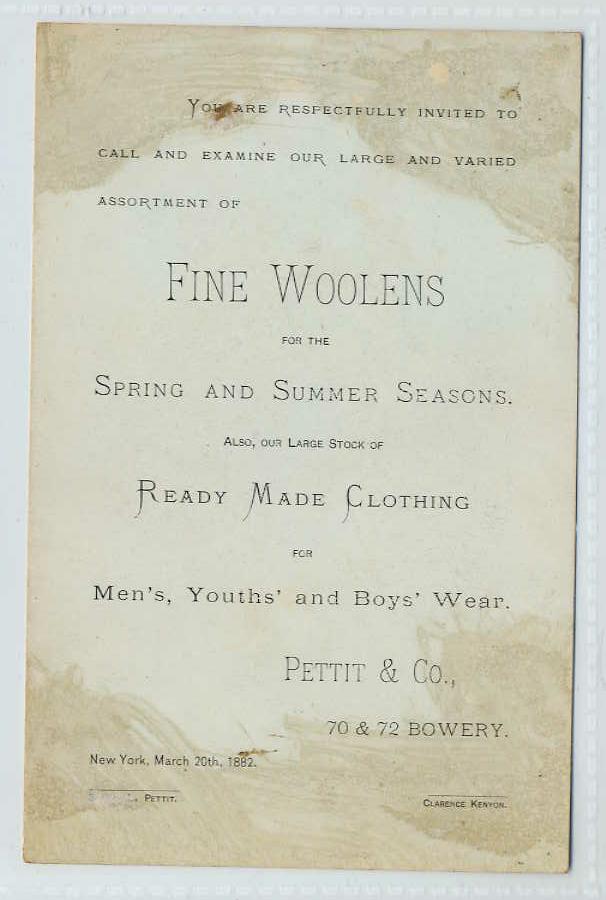 You are respectfully invited to
call and examine our large and varied
assortment of
Fine Woolens
for the
Spring and Summer Seasons.
Also, our Large Stock of
Ready Made Clothing
for
Men's, Youths' and Boys' Wear.
Pettit & Co.,
70 & 72 BOWERY.
New York, March 20th, 1882.
Pettit.
Clarence Kenyon.